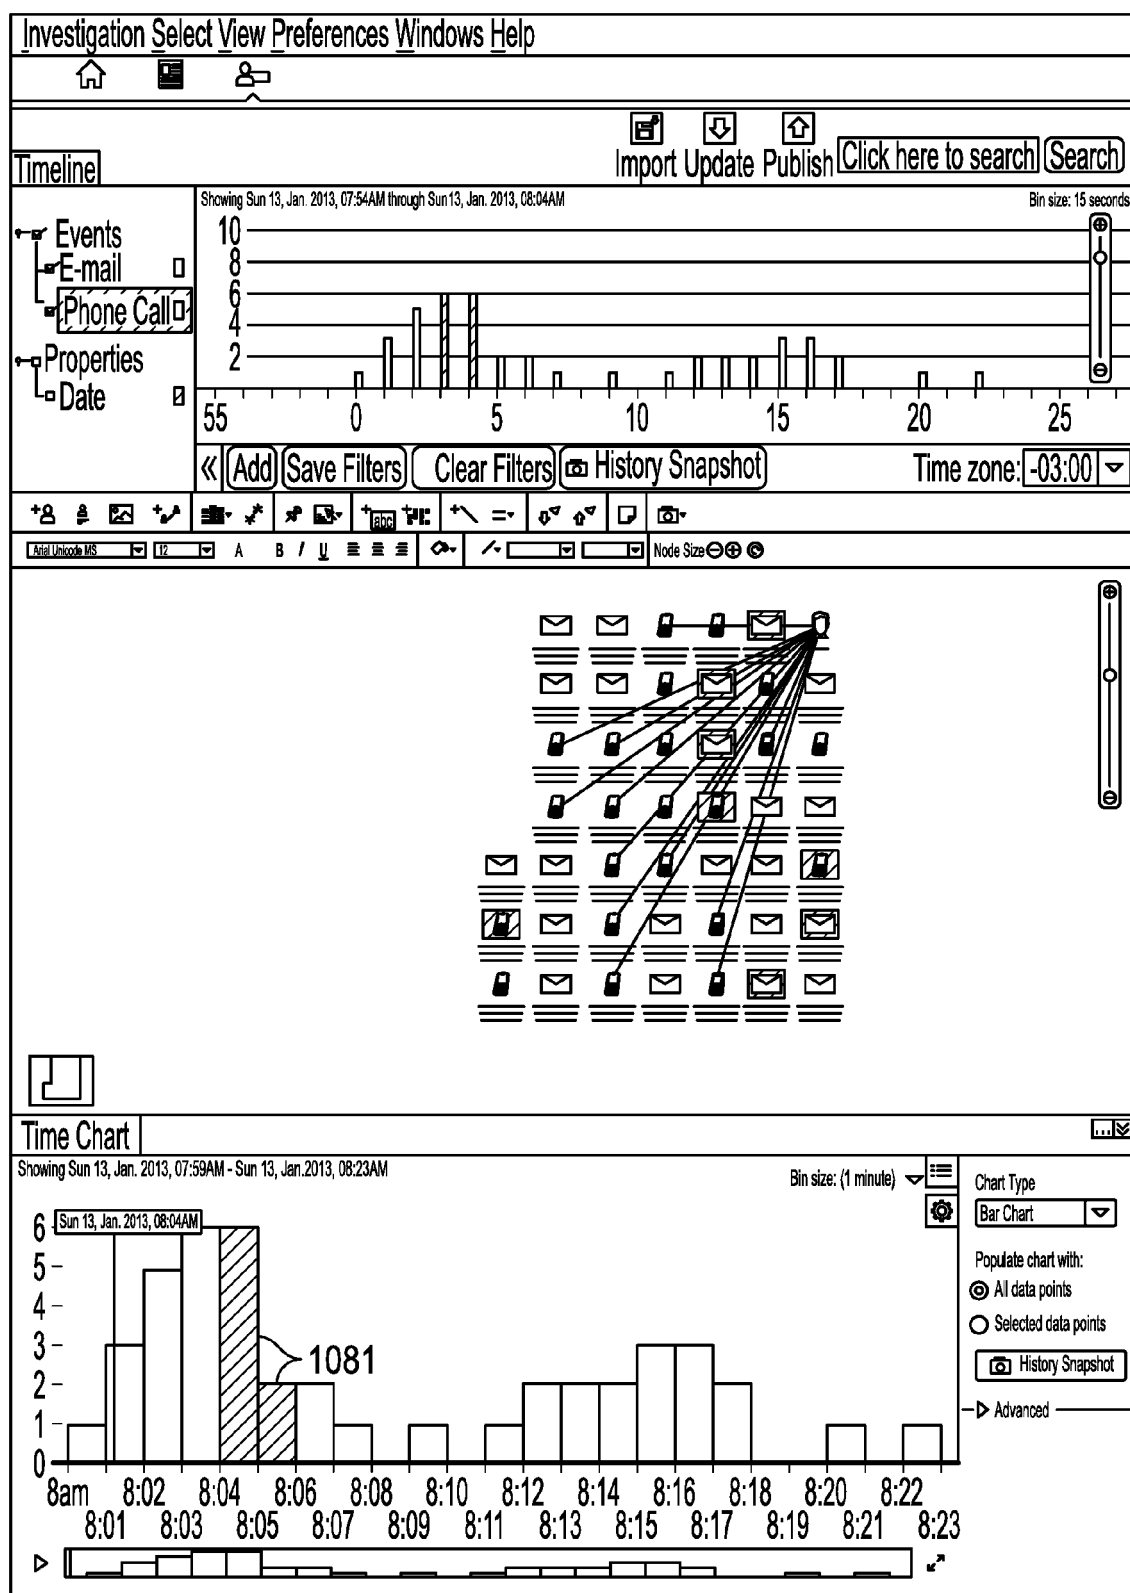 Investigation Select View Preferences Windows Help
Import Update Publish Click here to search Search
Timeline
Showing Sun 13, Jan. 2013, 07:54AM through Sun 13, Jan. 2013, 08:04AM
Bin size: 15 seconds
Events
E-mail
Phone Call
Properties
Date
10
8
6
4
2
55 0 5 10 15 20 25
Add Save Filters Clear Filters History Snapshot Time zone: -03:00
abc
Arial Unicode MS 12 A B I U Node Size
Time Chart
Showing Sun 13, Jan. 2013, 07:59AM - Sun 13, Jan.2013, 08:23AM
Bin size: (1 minute)
Sun 13, Jan. 2013, 08:04AM
6
5
4
3
2
1
0
1081
8am 8:02 8:04 8:06 8:08 8:10 8:12 8:14 8:16 8:18 8:20 8:22
8:01 8:03 8:05 8:07 8:09 8:11 8:13 8:15 8:17 8:19 8:21 8:23
Chart Type
Bar Chart
Populate chart with:
All data points
Selected data points
History Snapshot
Advanced